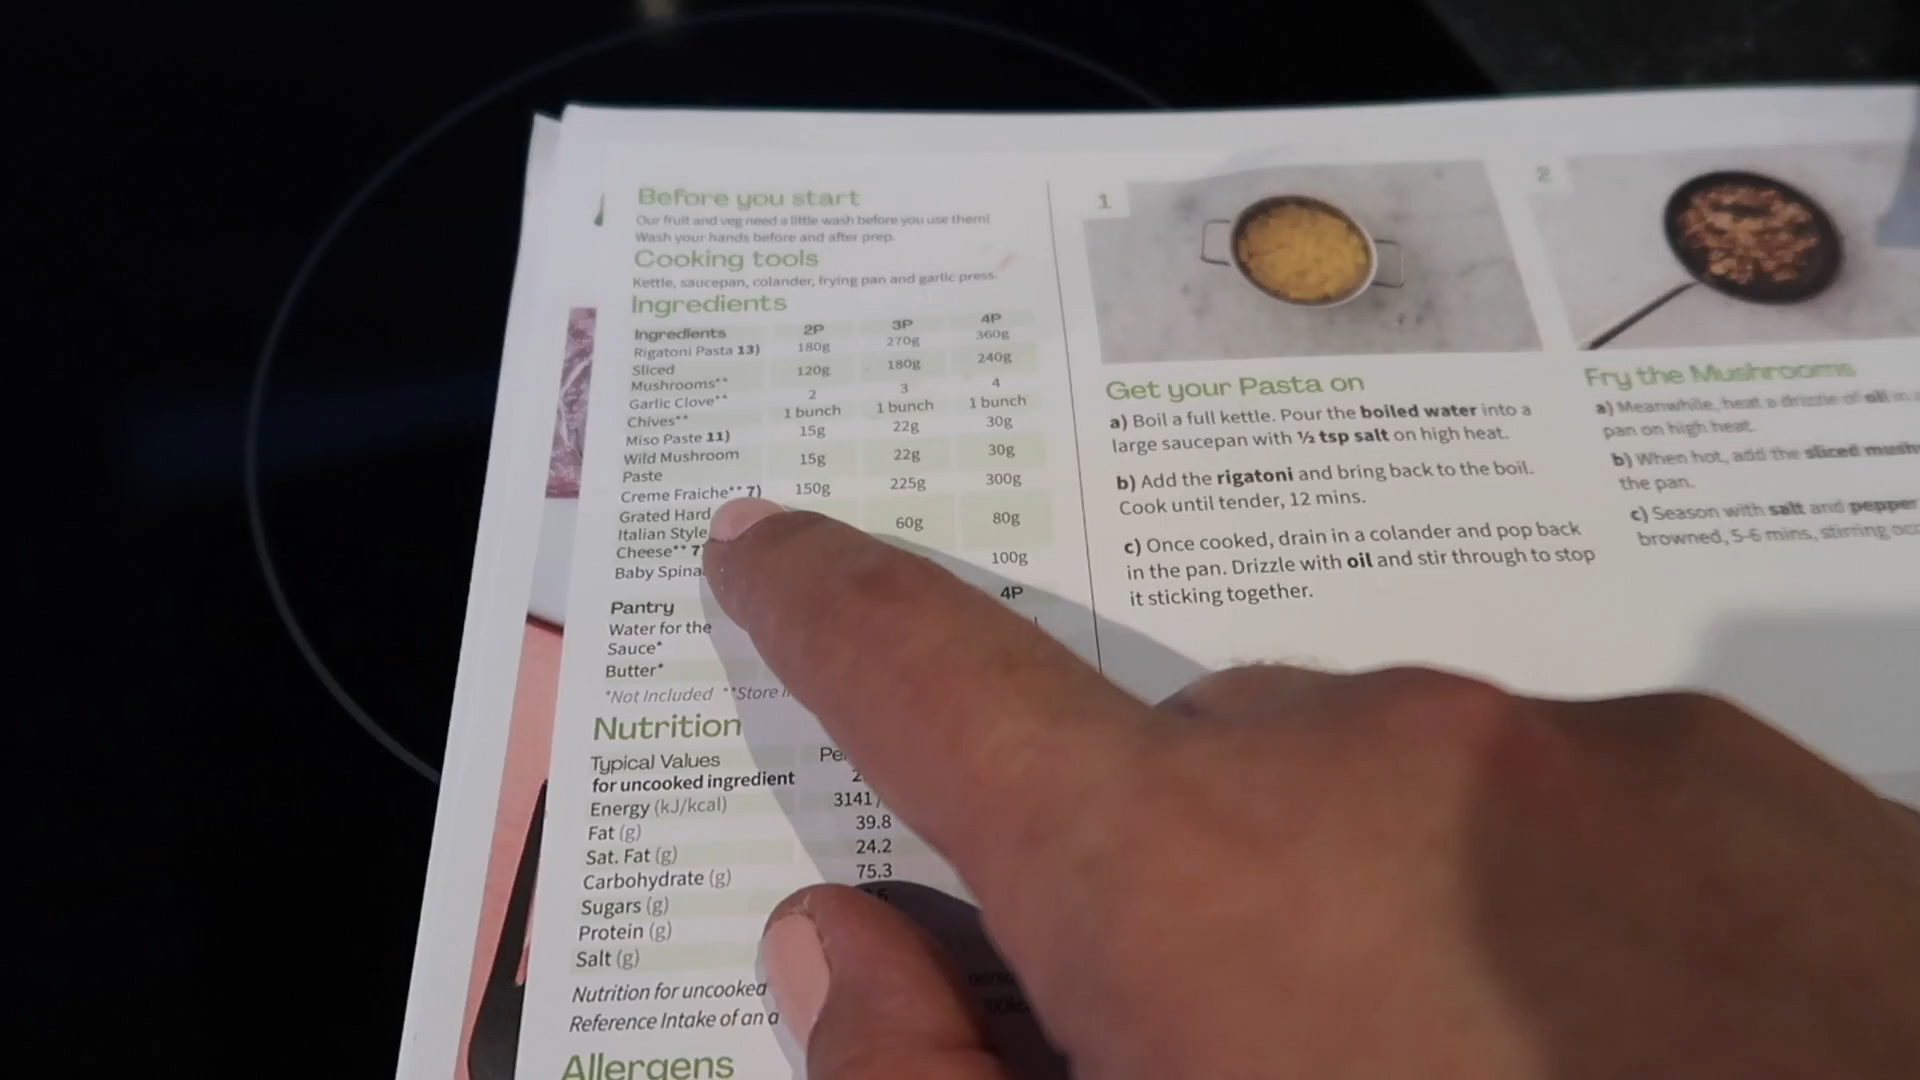 Before you start
Our fruit and veg need a little wash before you use them!
Wash your hands before and after prep.
Cooking tools
Kettle, saucepan, colander, frying pan and garlic press.
Ingredients
Ingredients 2P 3P 4P
Rigatoni Pasta 13) 180g 270g 360g
Sliced
Mushrooms** 120g 180g 240g
Garlic Clove** 2 3 4
Chives** 1 bunch 1 bunch 1 bunch
Miso Paste 11) 15g 22g 30g
Wild Mushroom
Paste 15g 22g 30g
Creme Fraiche** 7) 150g 225g 300g
Grated Hard
Italian Style 60g 80g
Cheese** 7)
Baby 100g
Pantry 4P
Water for the
Sauce*
Butter*
*Not Included **Store
Nutrition
Typical Values
for uncooked ingredient
Energy (kJ/kcal) 3141
Fat (g) 39.8
Sat. Fat (g) 24.2
Carbohydrate (g) 75.3
Sugars (g)
Protein (g)
Salt (g)
Nutrition for uncooked
Reference Intake of an a
Allergens
1
Get your Pasta on
a) Boil a full kettle. Pour the boiled water into a
large saucepan with ½ tsp salt on high heat.
b) Add the rigatoni and bring back to the boil.
Cook until tender, 12 mins.
c) Once cooked, drain in a colander and pop back
in the pan. Drizzle with oil and stir through to stop
it sticking together.
2
Fry the Mushrooms
a) Meanwhile, heat a drizzle of oil in
pan on high heat.
b) When hot, add the sliced
the pan.
c) Season with salt and pepper
browned, 5-6 mins, stirring